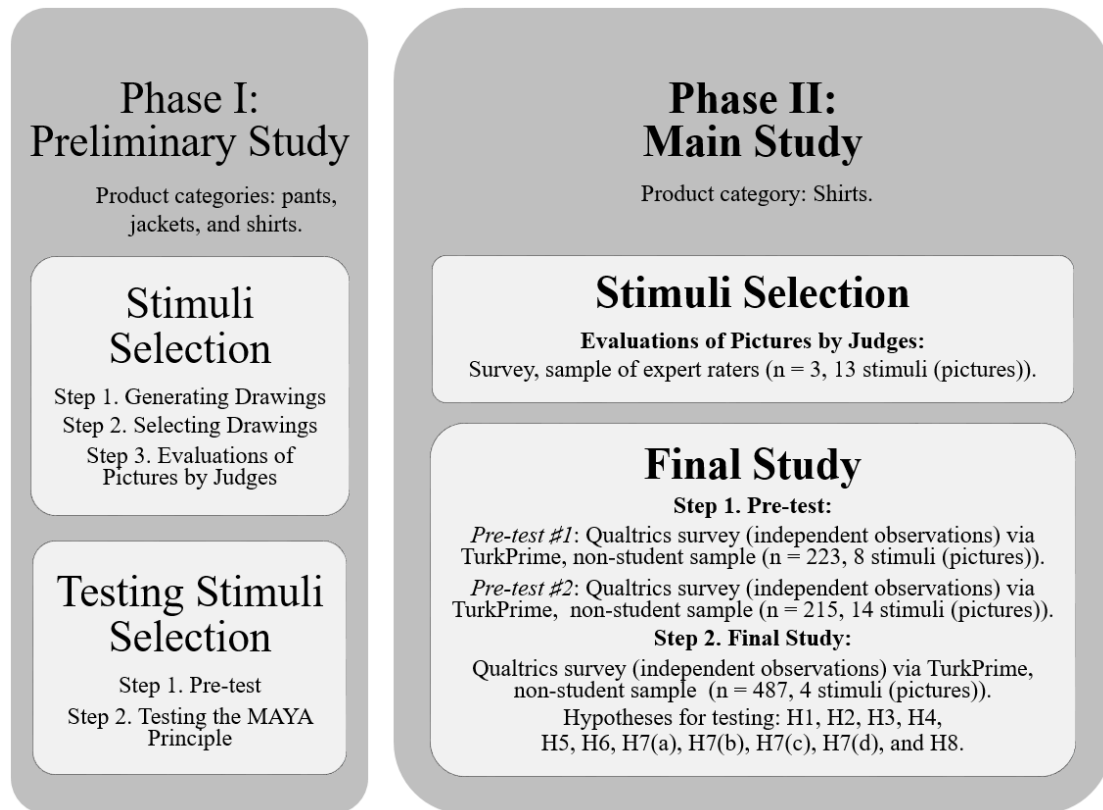 Phase I:
Preliminary Study
Product categories: pants,
jackets, and shirts.
Stimuli
Selection
Step 1. Generating Drawings
Step 2. Selecting Drawings
Step 3. Evaluations of
Pictures by Judges
Testing Stimuli
Selection
Step 1. Pre-test
Step 2. Testing the MAYA
Principle
Phase II:
Main Study
Product category: Shirts.
Stimuli Selection
Evaluations of Pictures by Judges:
Survey, sample of expert raters (n = 3, 13 stimuli (pictures)).
Final Study
Step 1. Pre-test:
Pre-test ♯1: Qualtrics survey (independent observations) via
TurkPrime, non-student sample (n = 223, 8 stimuli (pictures)).
Pre-test ♯2: Qualtrics survey (independent observations) via
TurkPrime, non-student sample (n = 215, 14 stimuli (pictures)).
Step 2. Final Study:
Qualtrics survey (independent observations) via TurkPrime,
non-student sample (n = 487, 4 stimuli (pictures)).
Hypotheses for testing: H1, H2, H3, H4,
H5, H6, H7(a), H7(b), H7(c), H7(d), and H8.